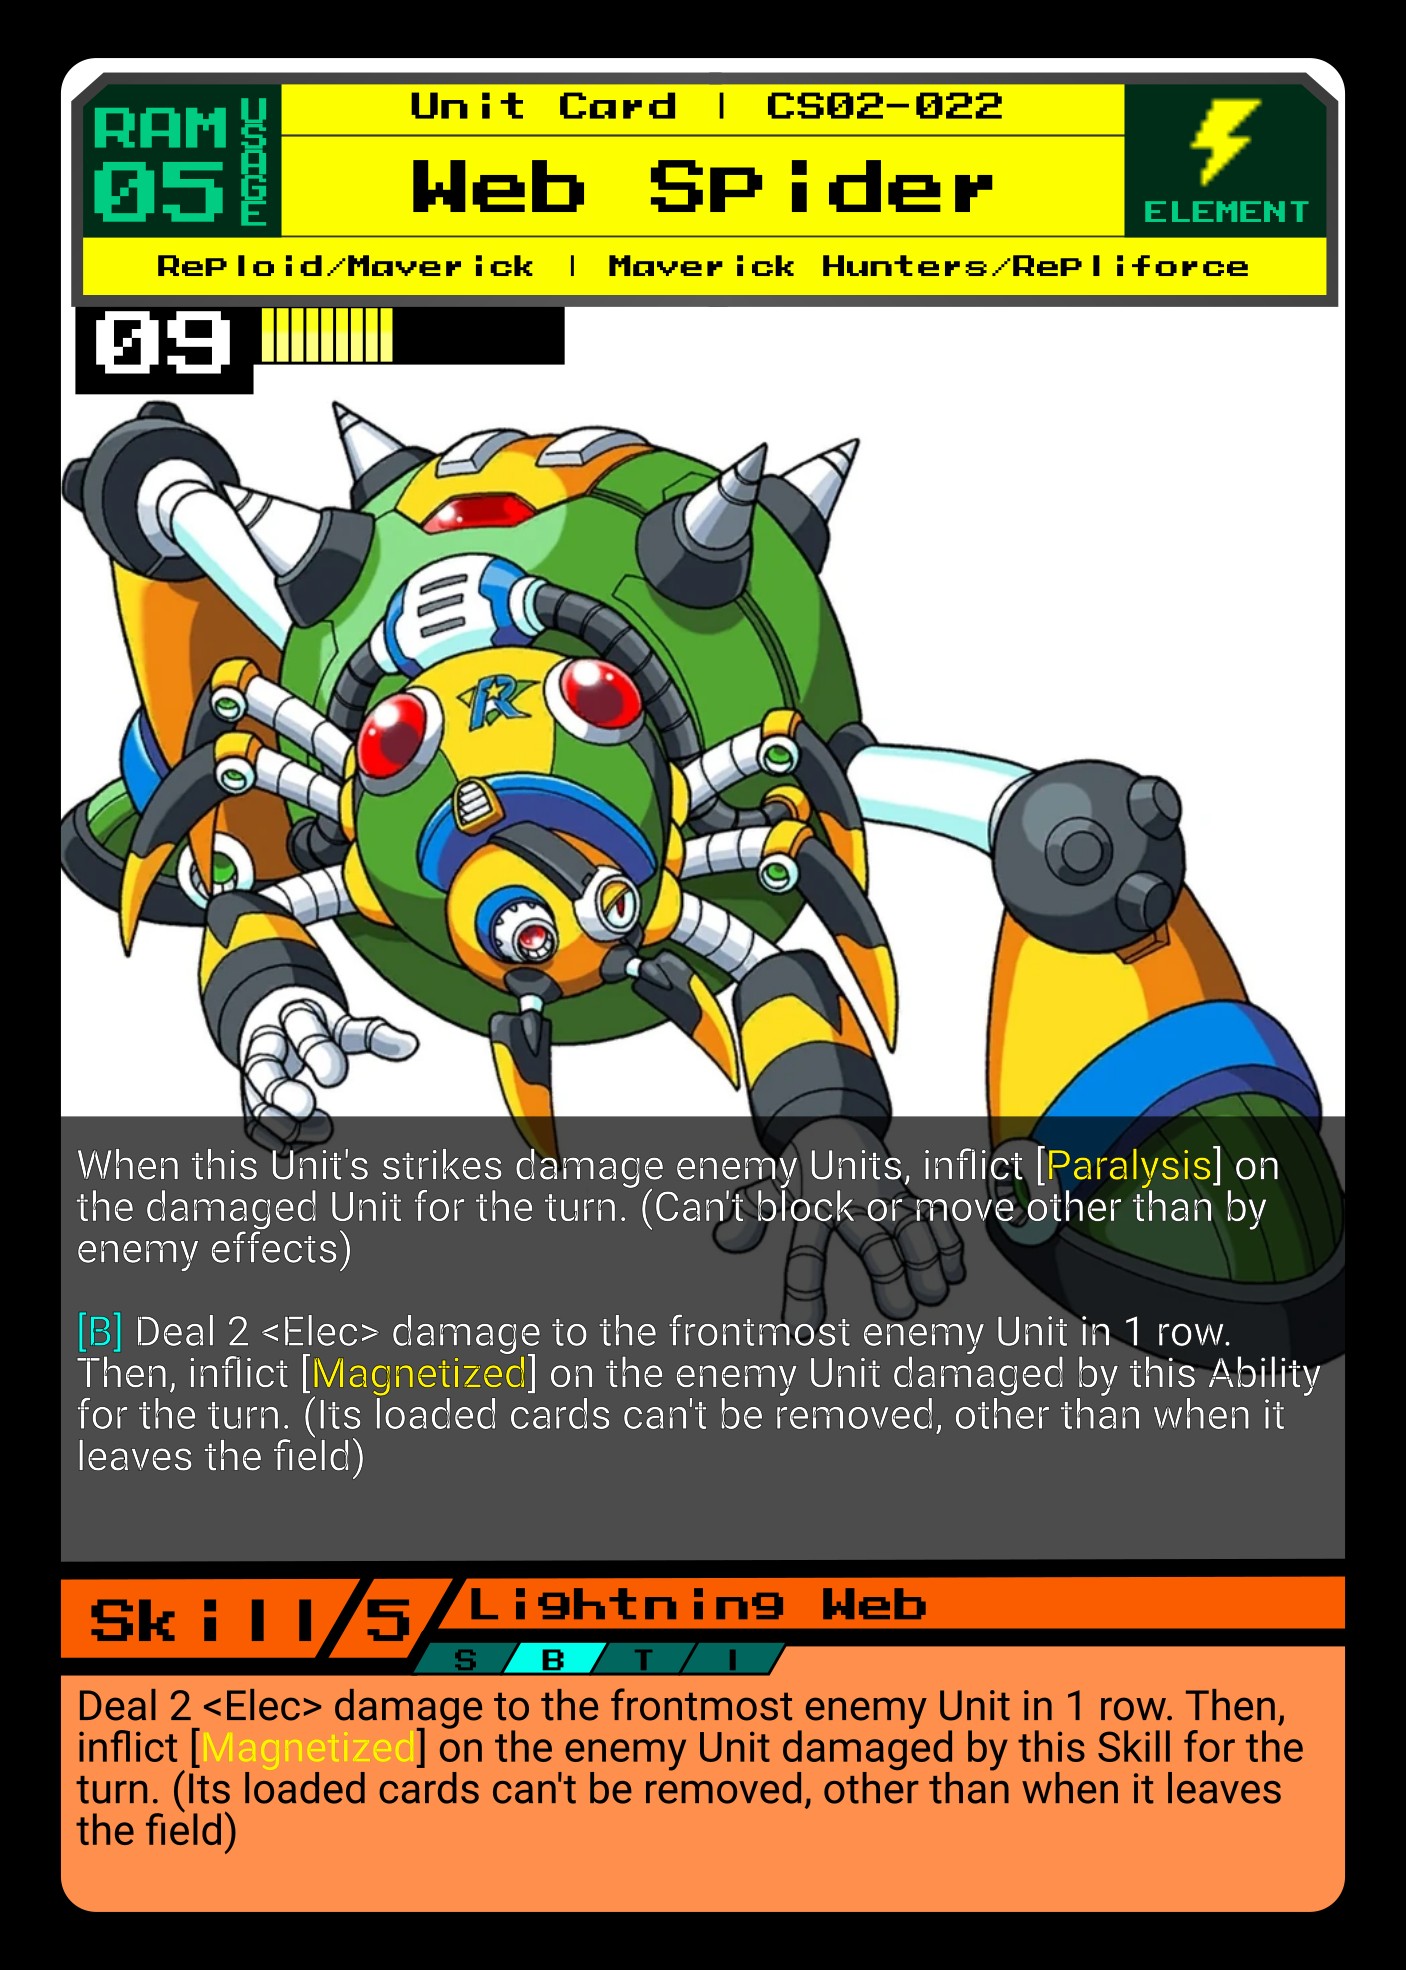 RAM
05
USAGE
Unit Card | CS02-022
Web Spider
ELEMENT
Reploid/Maverick | Maverick Hunters/Repliforce
09
R
When this Unit's strikes damage enemy Units, inflict [Paralysis] on
the damaged Unit for the turn. (Can't block or move other than by
enemy effects)
[B] Deal 2 <Elec> damage to the frontmost enemy Unit in 1 row.
Then, inflict [Magnetized] on the enemy Unit damaged by this Ability
for the turn. (Its loaded cards can't be removed, other than when it
leaves the field)
Skill/5/
Lightning Web
S B T I
Deal 2 <Elec> damage to the frontmost enemy Unit in 1 row. Then,
inflict [Magnetized] on the enemy Unit damaged by this Skill for the
turn. (Its loaded cards can't be removed, other than when it leaves
the field)